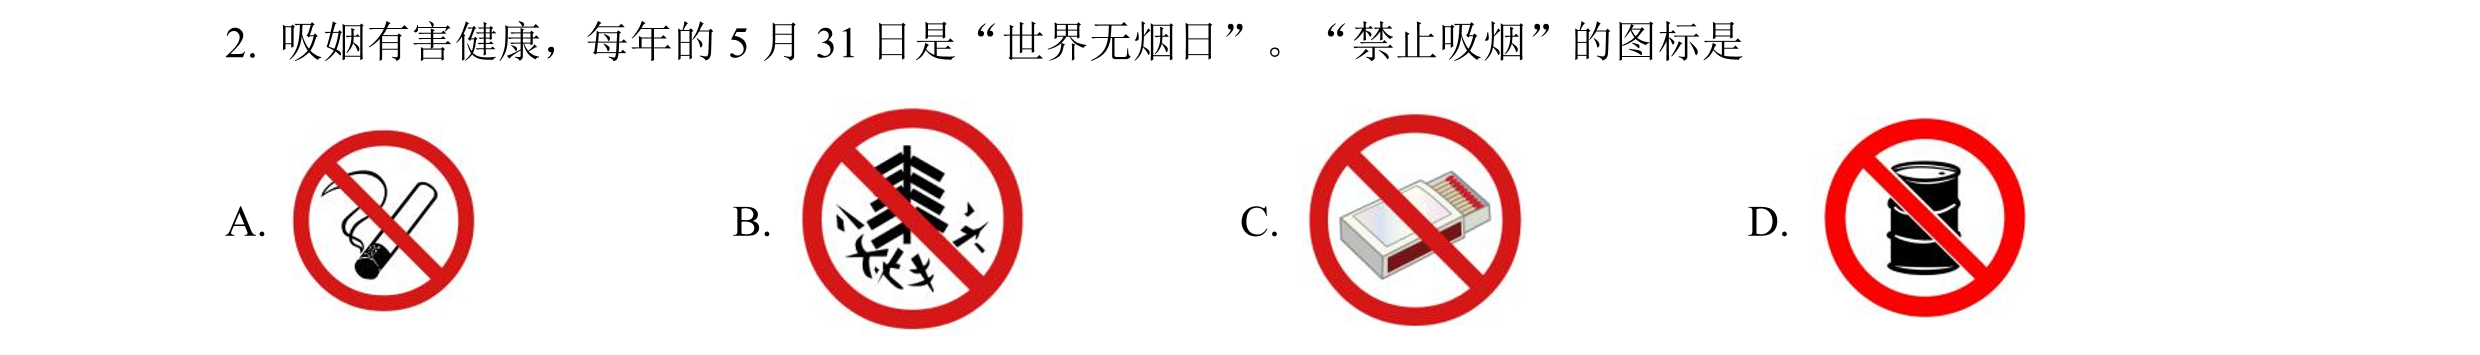 2. 吸姻有害健康，每年的 5 月 31 日是“世界无烟日”。“禁止吸烟”的图标是
A. B. C. D.